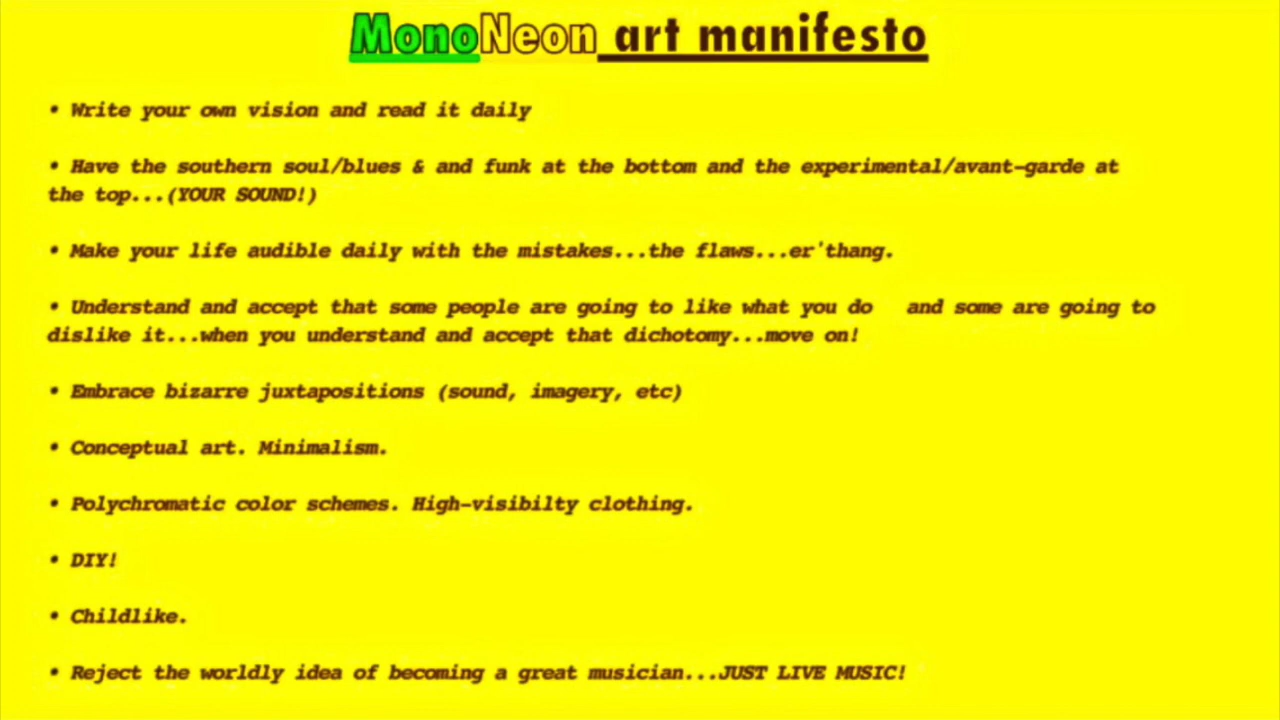 MonoNeon art manifesto
• Write your own vision and read it daily
• Have the southern soul/blues & and funk at the bottom and the experimental/avant-garde at
the top...(YOUR SOUND!)
• Make your life audible daily with the mistakes...the flaws...er'thang.
• Understand and accept that some people are going to like what you do and some are going to
dislike it...when you understand and accept that dichotomy...move on!
• Embrace bizarre juxtapositions (sound, imagery, etc)
• Conceptual art. Minimalism.
• Polychromatic color schemes. High-visibilty clothing.
• DIY!
• Childlike.
• Reject the worldly idea of becoming a great musician...JUST LIVE MUSIC!